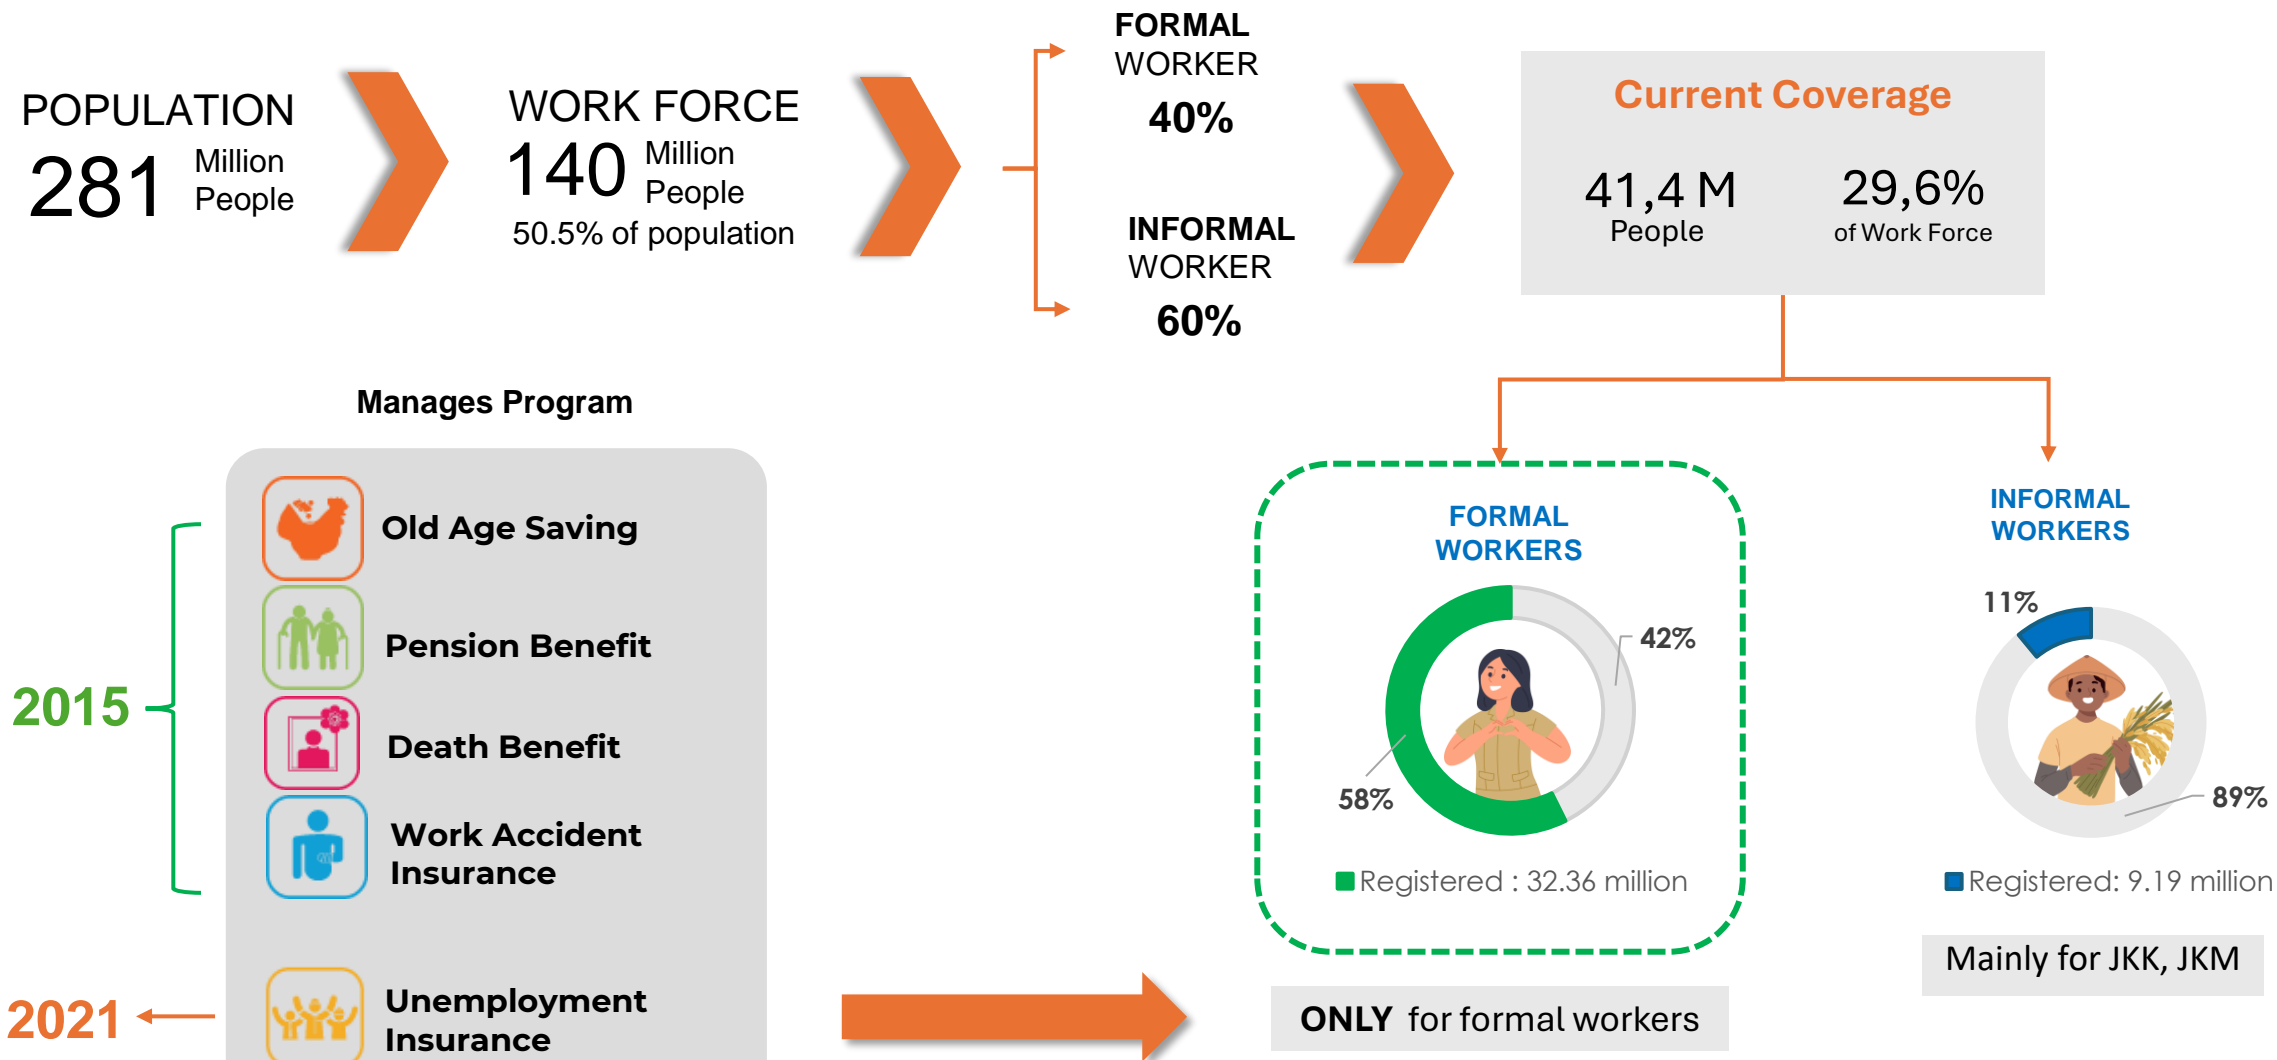 POPULATION
281 Million
People
WORK FORCE
140 Million
People
50.5% of population
FORMAL
WORKER
40%
INFORMAL
WORKER
60%
Current Coverage
41,4 M
People
29,6%
of Work Force
Manages Program
2015
Old Age Saving
Pension Benefit
Death Benefit
Work Accident
Insurance
2021
Unemployment
Insurance
FORMAL
WORKERS
42%
58%
Registered : 32.36 million
ONLY for formal workers
INFORMAL
WORKERS
11%
89%
Registered: 9.19 million
Mainly for JKK, JKM